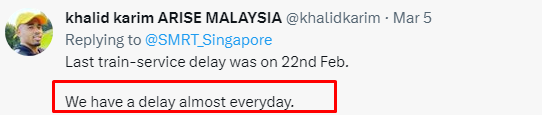 khalid karim ARISE MALAYSIA @khalidkarim · Mar 5
Replying to @SMRT_Singapore
Last train-service delay was on 22nd Feb.
We have a delay almost everyday.